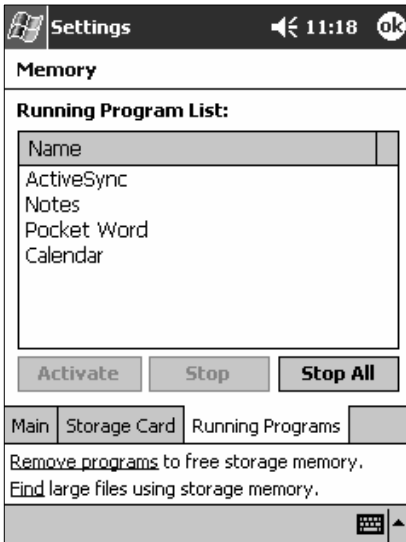 Settings 11:18 ok
Memory
Running Program List:
Name
ActiveSync
Notes
Pocket Word
Calendar
Activate Stop Stop All
Main Storage Card Running Programs
Remove programs to free storage memory.
Find large files using storage memory.